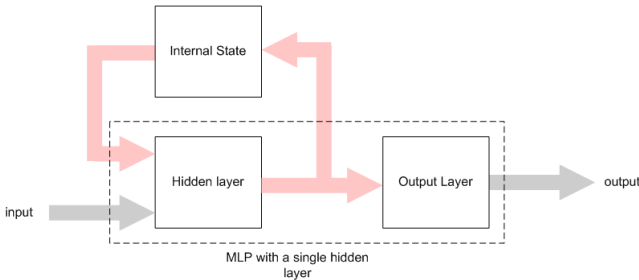 Internal State
Hidden layer
Output Layer
input
output
MLP with a single hidden
layer